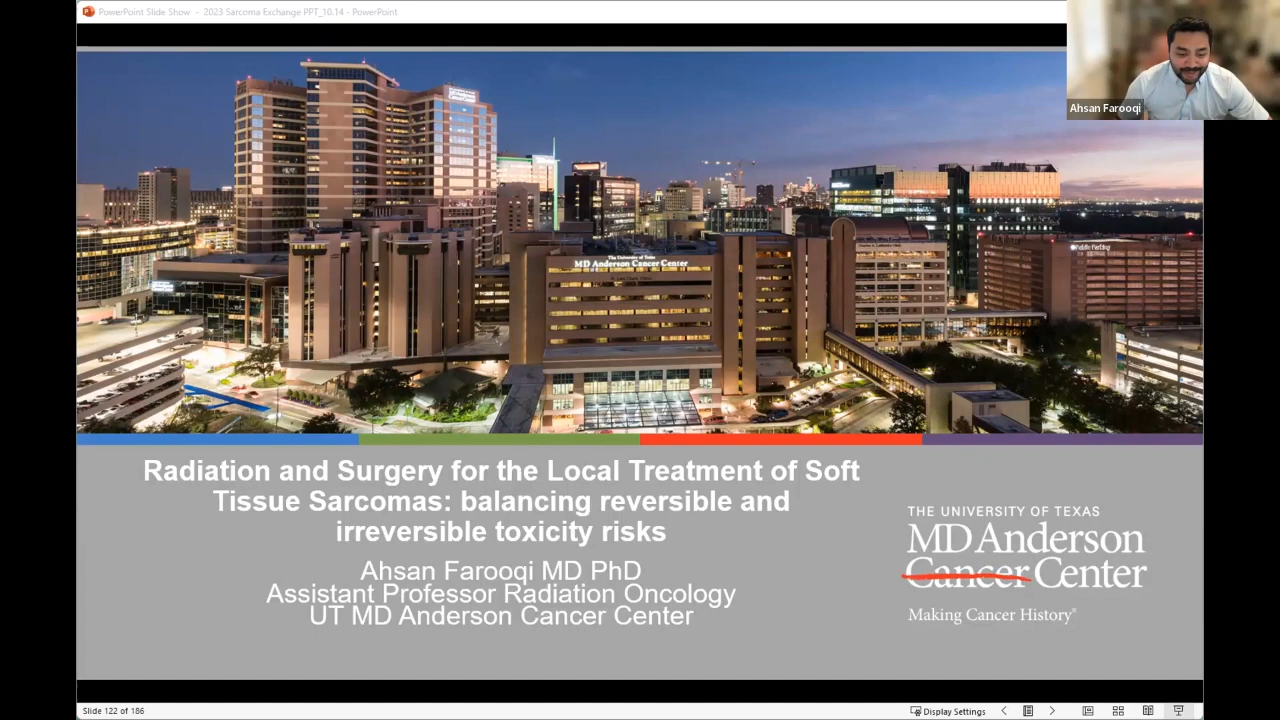 PowerPoint Slide Show - 2023 Sarcoma Exchange PPT_10.14 - PowerPoint
Ahsan Farooqi
The University of Texas
MD Anderson Cancer Center
Public Parking
Radiation and Surgery for the Local Treatment of Soft
Tissue Sarcomas: balancing reversible and
irreversible toxicity risks
Ahsan Farooqi MD PhD
Assistant Professor Radiation Oncology
UT MD Anderson Cancer Center
THE UNIVERSITY OF TEXAS
MD Anderson
Cancer Center
Making Cancer History®
Slide 122 of 186
Display Settings